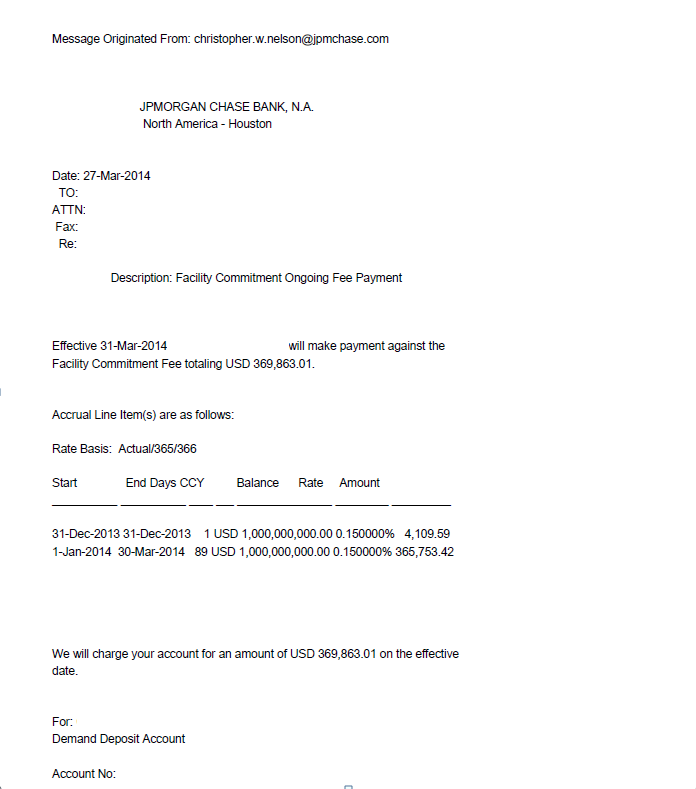 Message Originated From: christopher.w.nelson@jpmchase.com
JPMORGAN CHASE BANK, N.A.
North America - Houston
Date: 27-Mar-2014
TO:
ATTN:
Fax:
Re:
Description: Facility Commitment Ongoing Fee Payment
Effective 31-Mar-2014 will make payment against the
Facility Commitment Fee totaling USD 369,863.01.
Accrual Line Item(s) are as follows:
Rate Basis: Actual/365/366
Start End Days CCY Balance Rate Amount
31-Dec-2013 31-Dec-2013 1 USD 1,000,000,000.00 0.150000% 4,109.59
1-Jan-2014 30-Mar-2014 89 USD 1,000,000,000.00 0.150000% 365,753.42
We will charge your account for an amount of USD 369,863.01 on the effective
date.
For:
Demand Deposit Account
Account No: